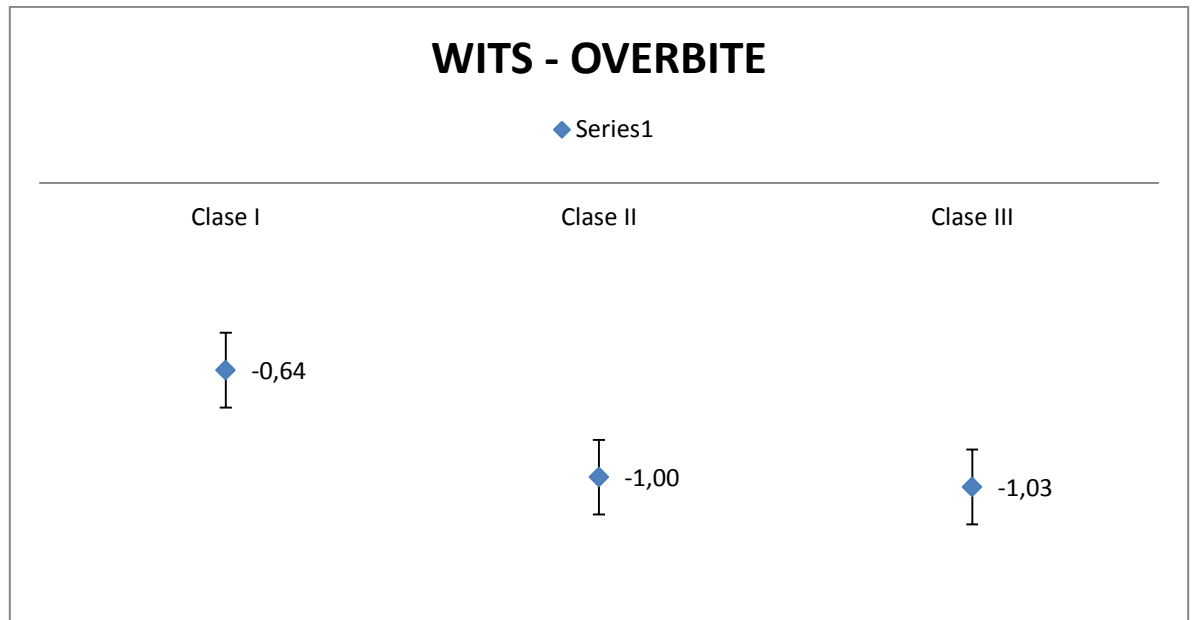 WITS - OVERBITE
Series1
Clase I Clase II Clase III
-0,64
-1,00
-1,03